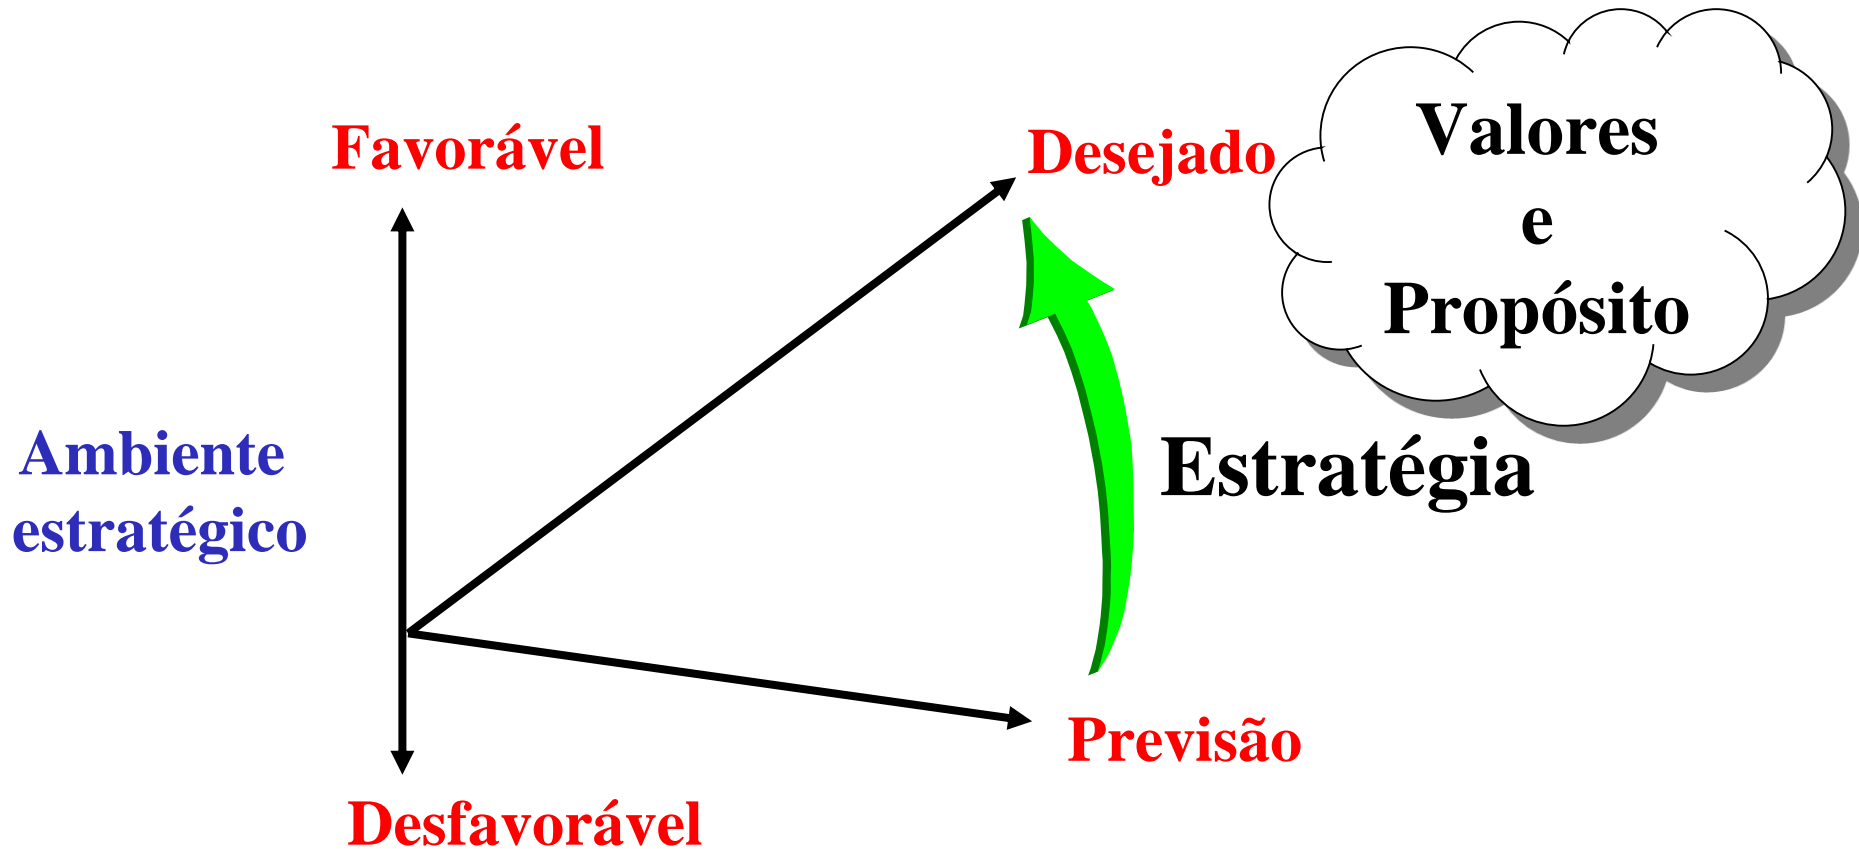 Favorável
Desejado
Valores
e
Propósito
Ambiente
estratégico
Estratégia
Previsão
Desfavorável